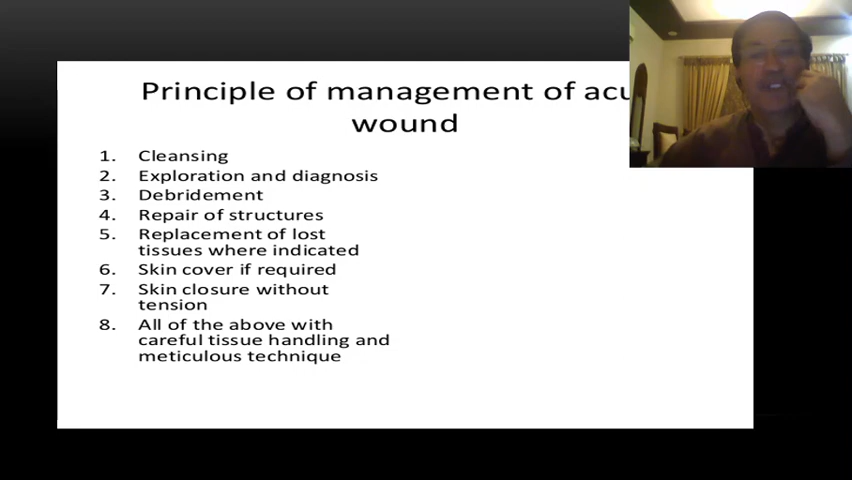 Principle of management of acu
wound
1. Cleansing
2. Exploration and diagnosis
3. Debridement
4. Repair of structures
5. Replacement of lost
tissues where indicated
6. Skin cover if required
7. Skin closure without
tension
8. All of the above with
careful tissue handling and
meticulous technique